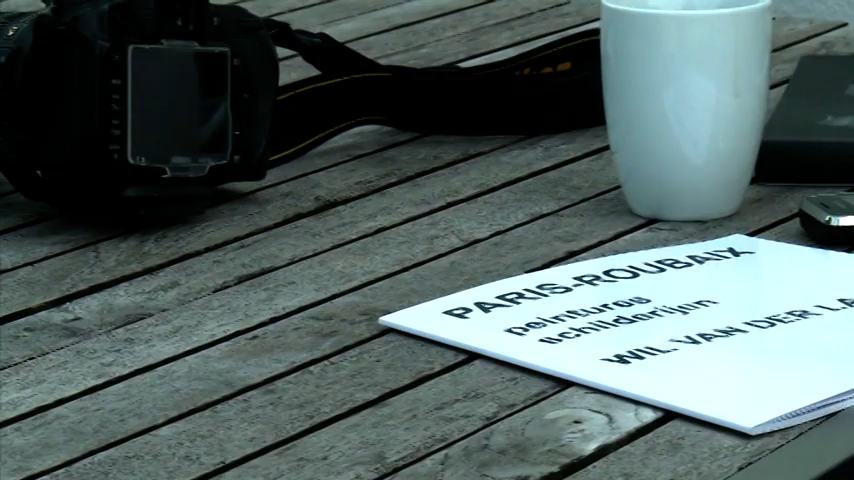 PARIS-ROUBAIX
peintures
schilderijen
WIL VAN DER LA